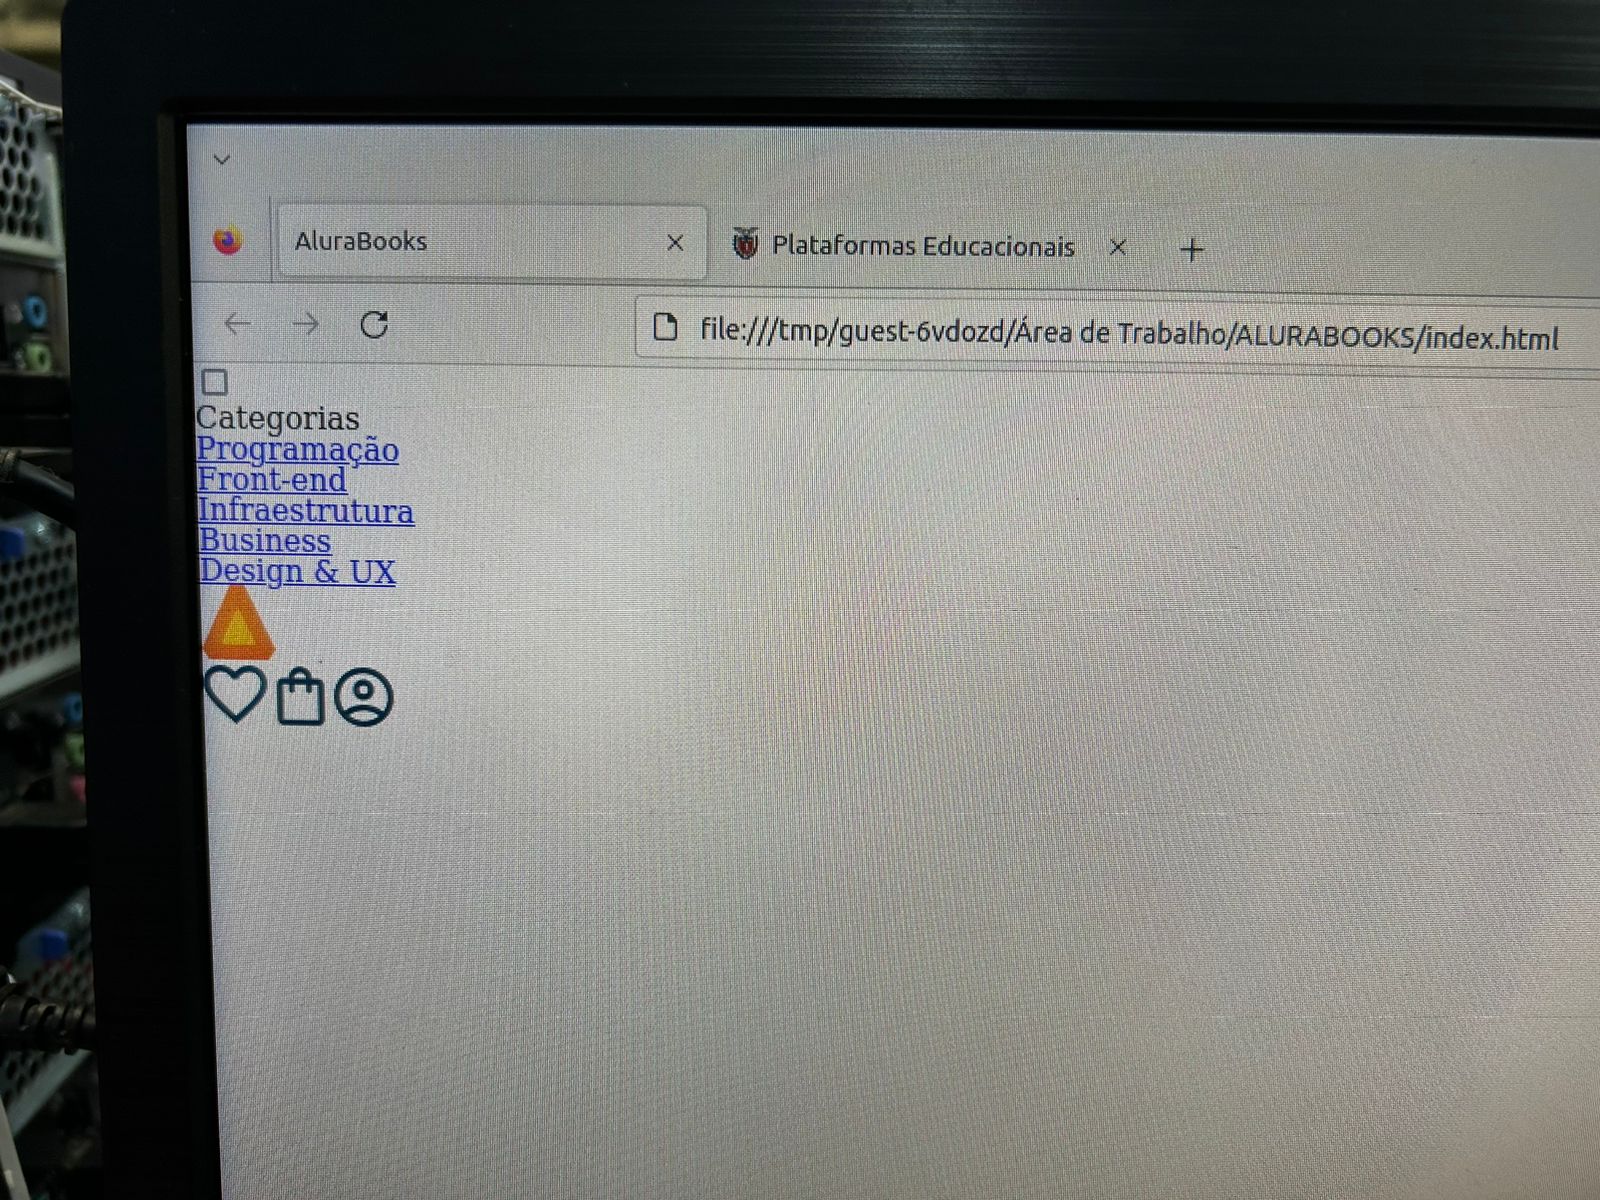 AluraBooks
Plataformas Educacionais
file:///tmp/guest-6vdozd/Área de Trabalho/ALURABOOKS/index.html
Categorias
Programação
Front-end
Infraestrutura
Business
Design & UX